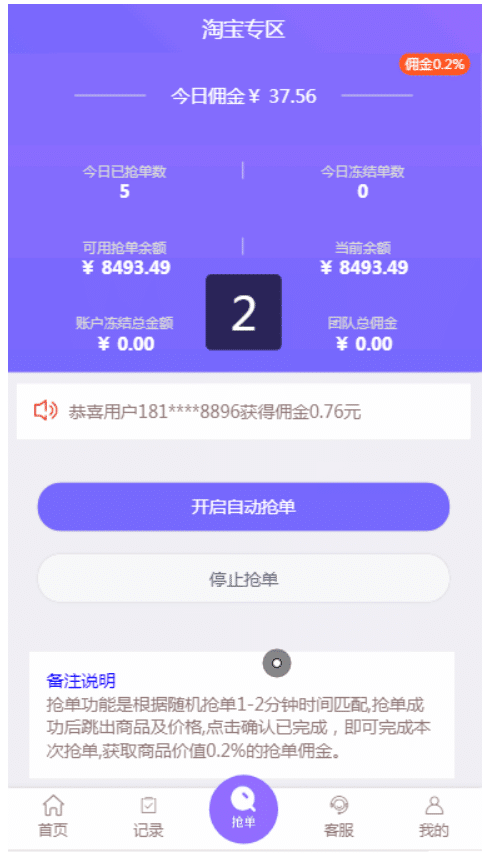 淘宝专区
佣金0.2%
今日佣金¥ 37.56
今日已抢单数
今日冻结单数
5
0
可用抢单余额
当前余额
¥ 8493.49
¥ 8493.49
账户冻结总金额
团队总佣金
¥ 0.00
¥ 0.00
2
恭喜用户181****8896获得佣金0.76元
开启自动抢单
停止抢单
备注说明
抢单功能是根据随机抢单1-2分钟时间匹配,抢单成
功后跳出商品及价格,点击确认已完成，即可完成本
次抢单,获取商品价值0.2%的抢单佣金。
首页
记录
抢单
客服
我的